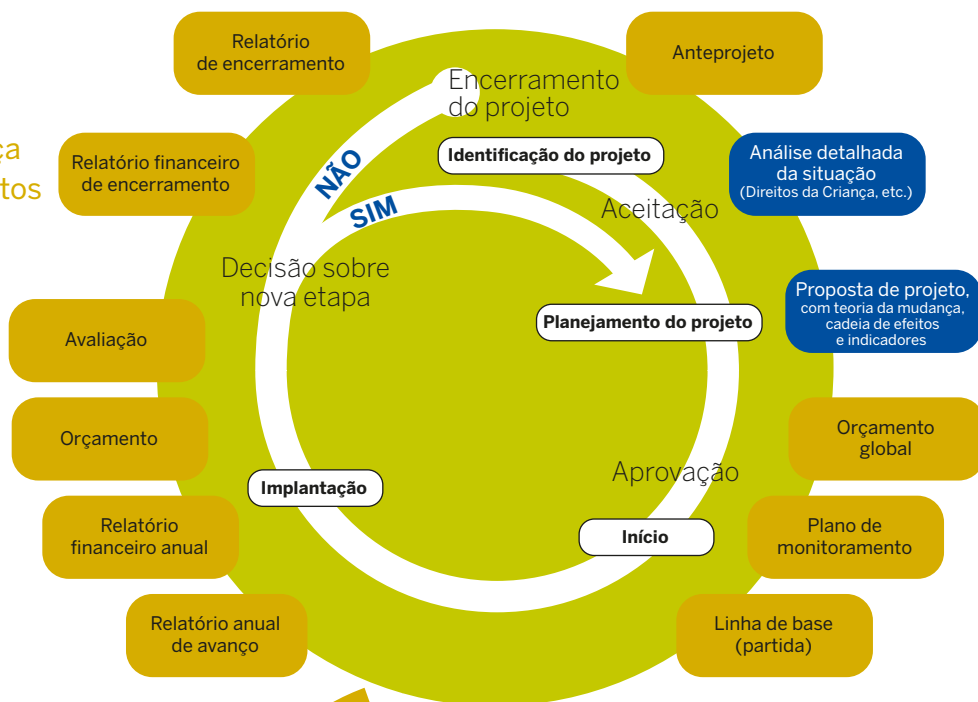 Relatório
de encerramento
Anteprojeto
Encerramento
do projeto
ça
tos
Relatório financeiro
de encerramento
NÃO
Identificação do projeto
Análise detalhada
da situação
(Direitos da Criança, etc.)
SIM
Aceitação
Decisão sobre
nova etapa
Proposta de projeto,
com teoria da mudança,
cadeia de efeitos
e indicadores
Planejamento do projeto
Avaliação
Orçamento
Orçamento
global
Aprovação
Implantação
Relatório
financeiro anual
Início
Plano de
monitoramento
Relatório anual
de avanço
Linha de base
(partida)